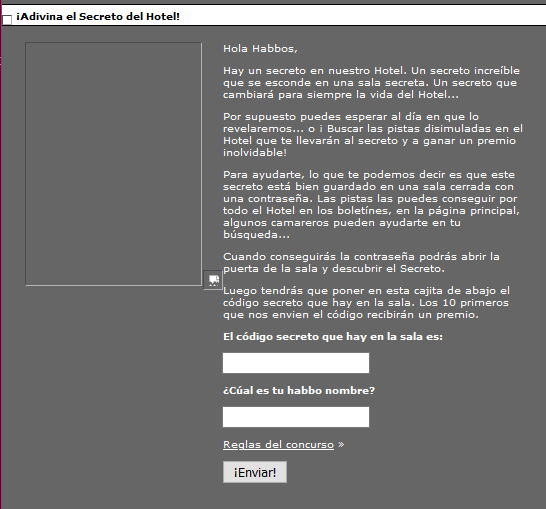 ¡Adivina el Secreto del Hotel!
Hola Habbos,
Hay un secreto en nuestro Hotel. Un secreto increíble
que se esconde en una sala secreta. Un secreto que
cambiará para siempre la vida del Hotel...
Por supuesto puedes esperar al día en que lo
revelaremos... o ¡ Buscar las pistas disimuladas en el
Hotel que te llevarán al secreto y a ganar un premio
inolvidable!
Para ayudarte, lo que te podemos decir es que este
secreto está bien guardado en una sala cerrada con
una contraseña. Las pistas las puedes conseguir por
todo el Hotel en los boletínes, en la página principal,
algunos camareros pueden ayudarte en tu
búsqueda...
Cuando conseguirás la contraseña podrás abrir la
puerta de la sala y descubrir el Secreto.
Luego tendrás que poner en esta cajita de abajo el
código secreto que hay en la sala. Los 10 primeros
que nos envien el código recibirán un premio.
El código secreto que hay en la sala es:
¿Cúal es tu habbo nombre?
Reglas del concurso »
¡Enviar!